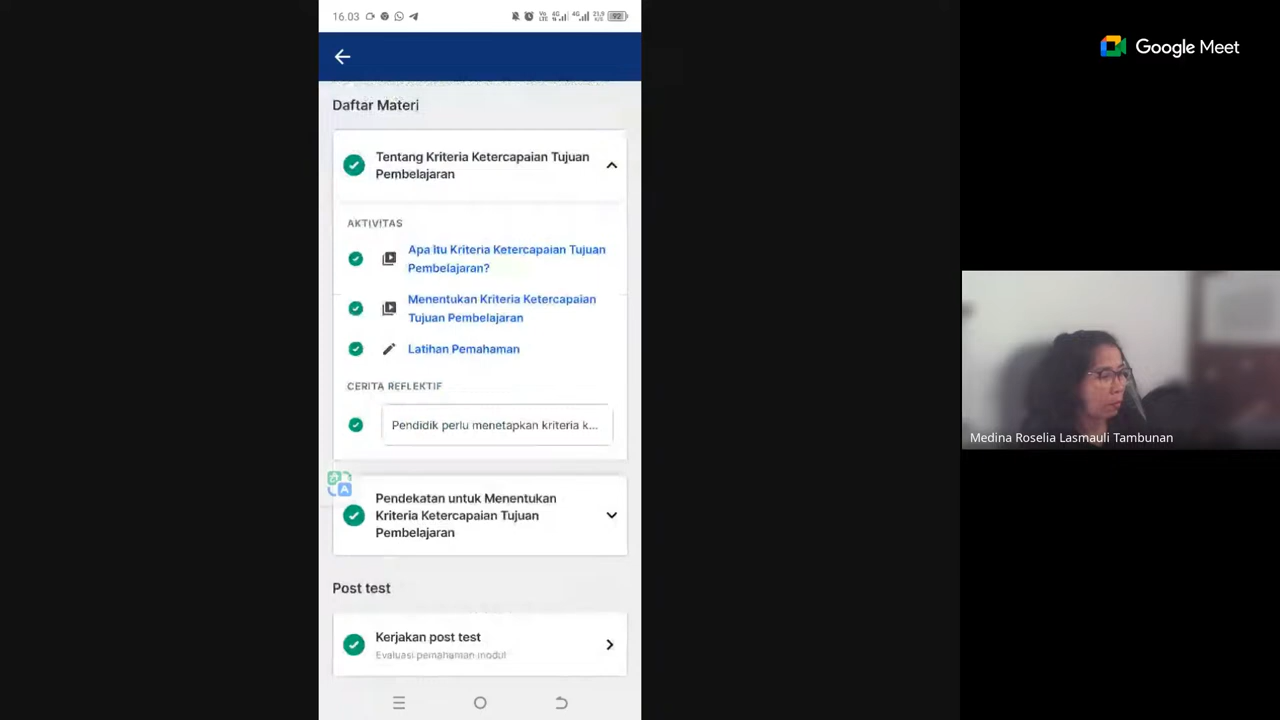 16.03
92
Google Meet
Daftar Materi
Tentang Kriteria Ketercapaian Tujuan
Pembelajaran
AKTIVITAS
Apa Itu Kriteria Ketercapaian Tujuan
Pembelajaran?
Menentukan Kriteria Ketercapaian
Tujuan Pembelajaran
Latihan Pemahaman
CERITA REFLEKTIF
Pendidik perlu menetapkan kriteria k...
Pendekatan untuk Menentukan
Kriteria Ketercapaian Tujuan
Pembelajaran
Post test
Kerjakan post test
Evaluasi pemahaman modul
Medina Roselia Lasmauli Tambunan